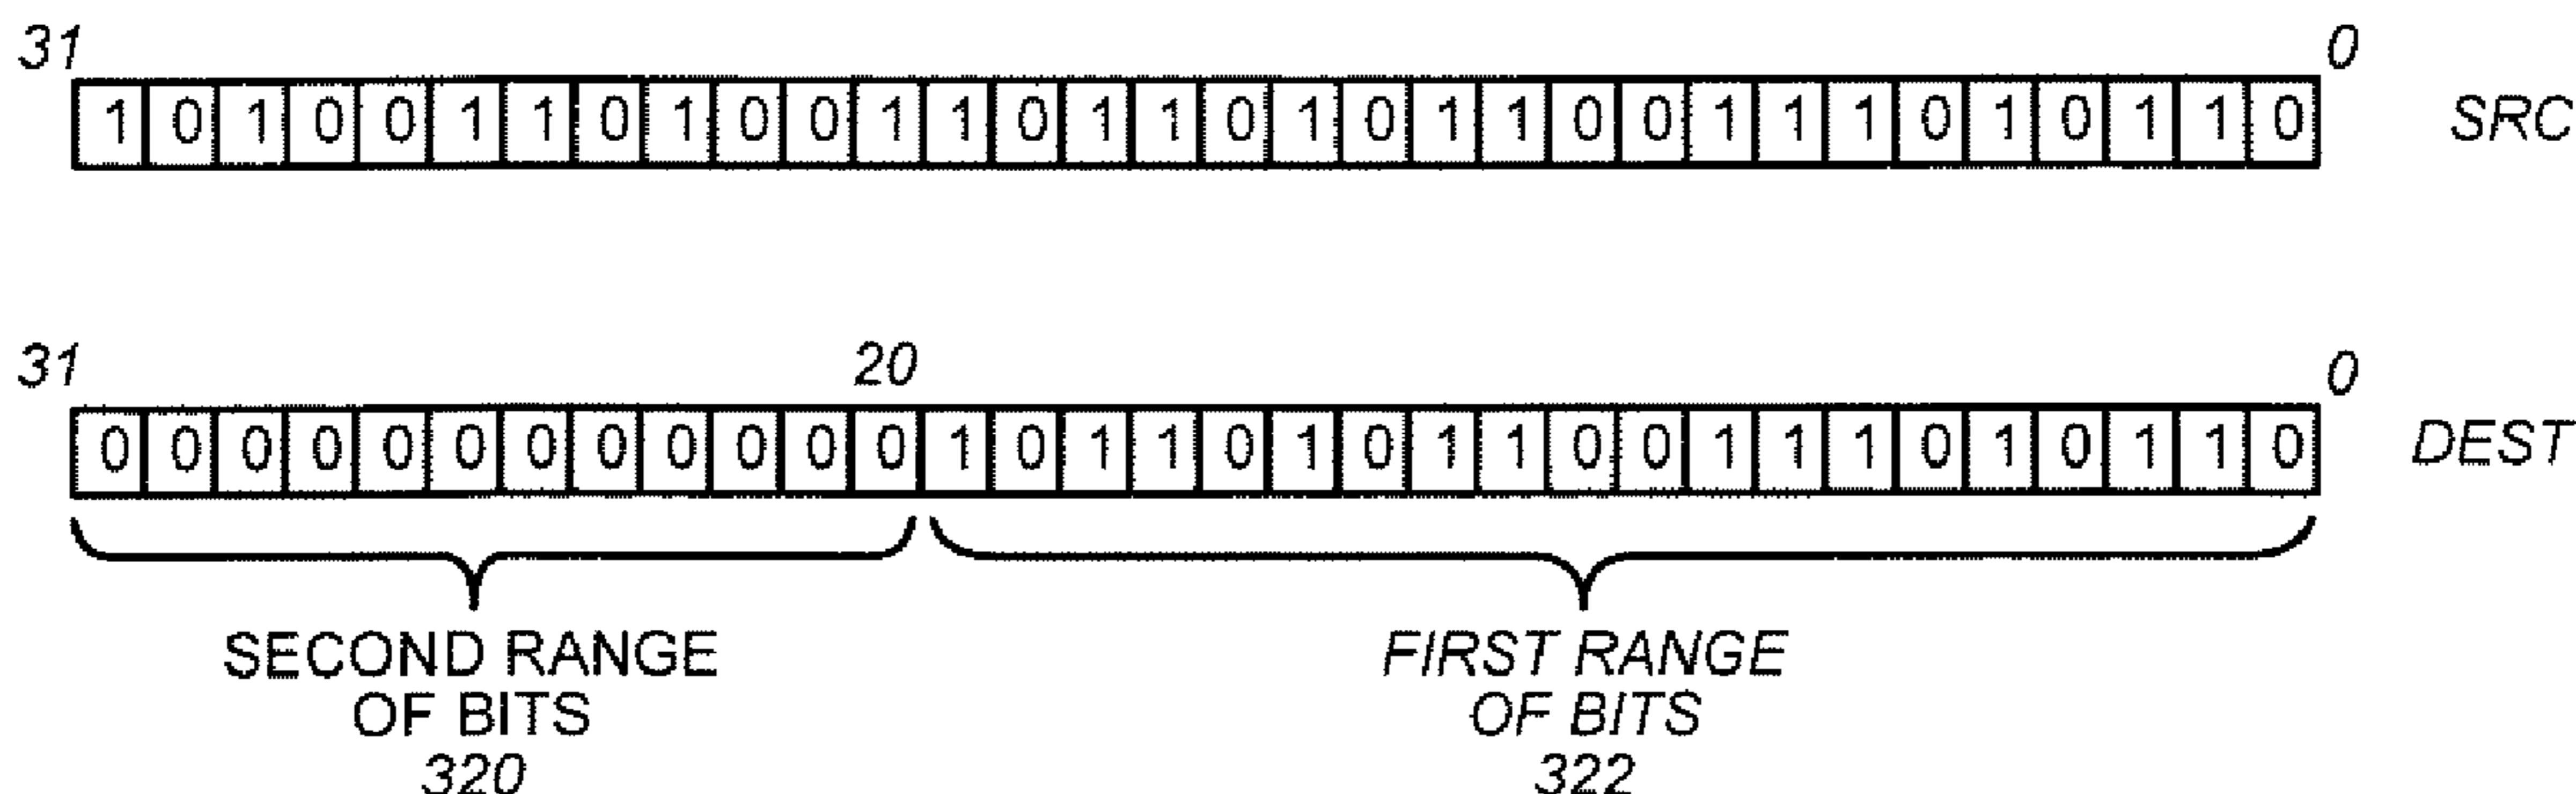 31 0
1 0 1 0 0 1 1 0 1 0 0 1 1 0 1 1 0 1 0 1 1 0 0 1 1 1 0 1 0 1 1 0 SRC
31 20 0
0 0 0 0 0 0 0 0 0 0 0 0 1 0 1 1 0 1 0 1 1 0 0 1 1 1 0 1 0 1 1 0 DEST
SECOND RANGE
OF BITS
320
FIRST RANGE
OF BITS
322